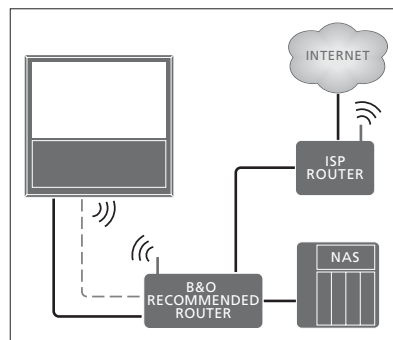 INTERNET
ISP
ROUTER
NAS
B&O
RECOMMENDED
ROUTER